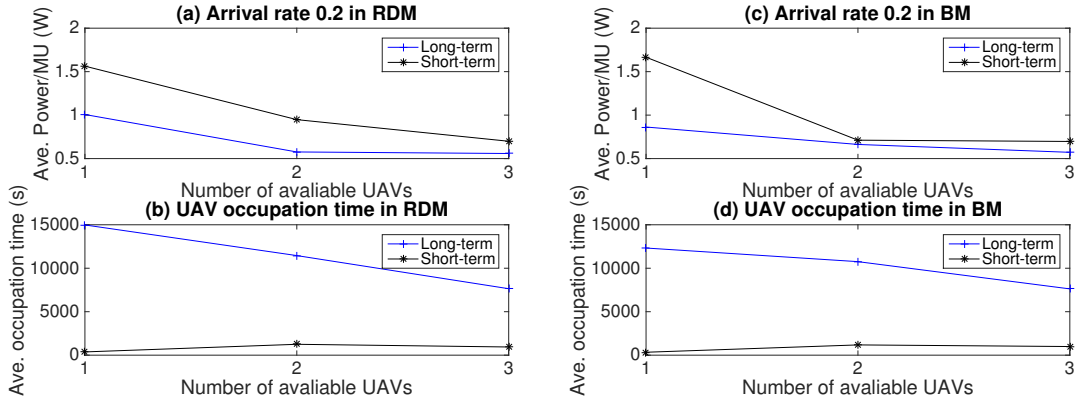 (a) Arrival rate 0.2 in RDM
Ave. Power/MU (W)
2
1.5
1
0.5
Long-term
Short-term
1 2 3
Number of avaliable UAVs
(b) UAV occupation time in RDM
Ave. occupation time (s)
15000
10000
5000
0
Long-term
Short-term
1 2 3
Number of avaliable UAVs
(c) Arrival rate 0.2 in BM
Ave. Power/MU (W)
2
1.5
1
0.5
Long-term
Short-term
1 2 3
Number of avaliable UAVs
(d) UAV occupation time in BM
Ave. occupation time (s)
15000
10000
5000
0
Long-term
Short-term
1 2 3
Number of avaliable UAVs